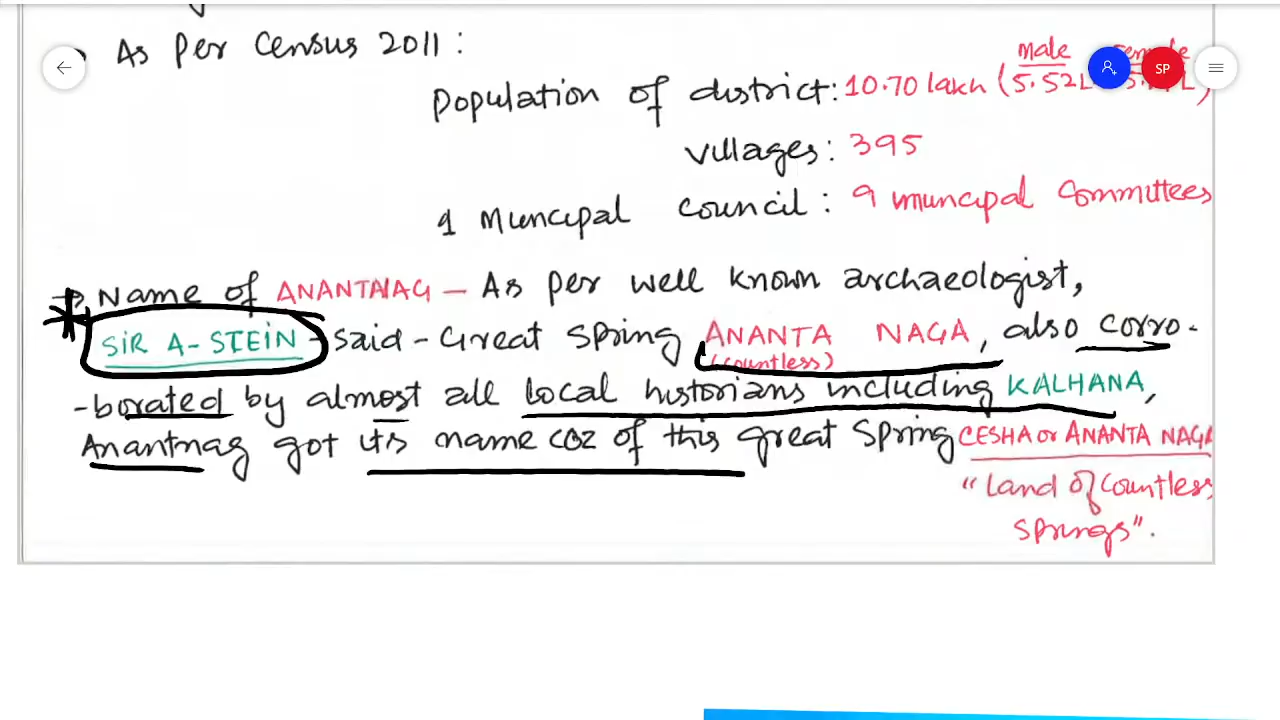 As Per Census 2011 :
male female
Population of district: 10.70 lakh (5.52L L)
villages: 395
1 Muncipal council : 9 muncipal Committees
→ Name of ANANTNAG – As per well known archaeologist,
SIR A-STEIN - said - Great Spring ANANTA NAGA, also corro-
(countless)
-borated by almost all local historians including KALHANA,
Anantnag got its name coz of this great Spring CESHA or ANANTA NAGA
"Land of Countless
Springs".
SP